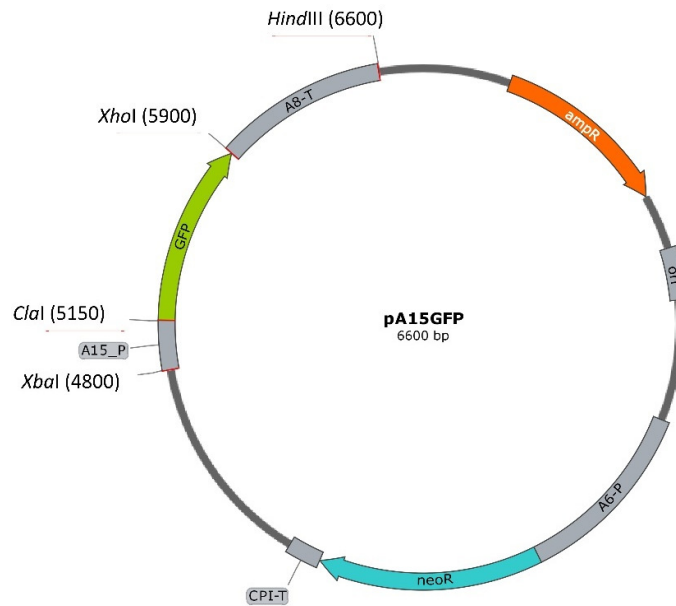 HindIII (6600)
A8-T
ampR
XhoI (5900)
GFP
ori
ClaI (5150)
pA15GFP
6600 bp
A15_P
XbaI (4800)
A6-P
neoR
CPI-T